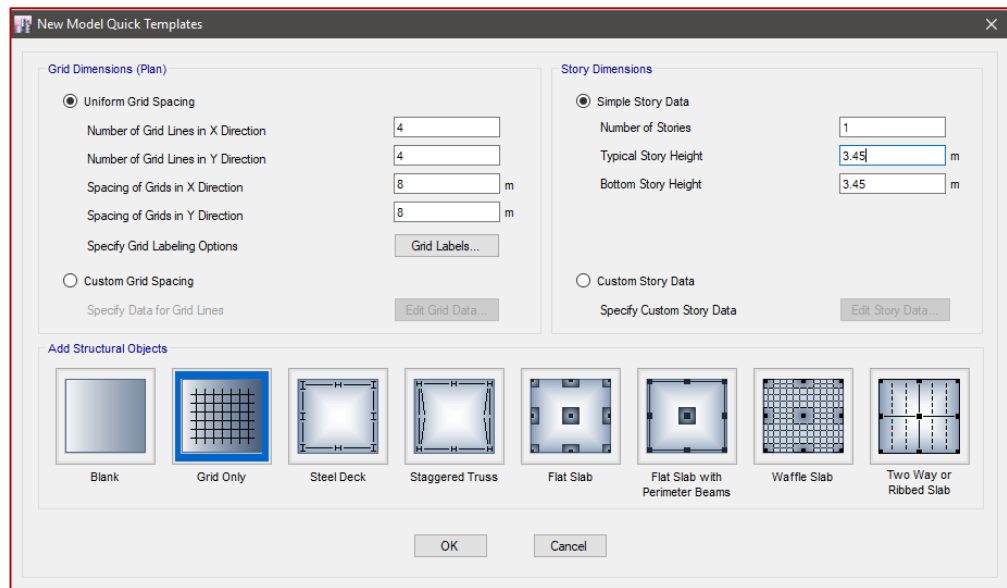 New Model Quick Templates
Grid Dimensions (Plan)
Uniform Grid Spacing
Number of Grid Lines in X Direction 4
Number of Grid Lines in Y Direction 4
Spacing of Grids in X Direction 8 m
Spacing of Grids in Y Direction 8 m
Specify Grid Labeling Options Grid Labels...
Custom Grid Spacing
Specify Data for Grid Lines Edit Grid Data...
Story Dimensions
Simple Story Data
Number of Stories 1
Typical Story Height 3.45 m
Bottom Story Height 3.45 m
Custom Story Data
Specify Custom Story Data Edit Story Data...
Add Structural Objects
Blank
Grid Only
Steel Deck
Staggered Truss
Flat Slab
Flat Slab with
Perimeter Beams
Waffle Slab
Two Way or
Ribbed Slab
OK Cancel